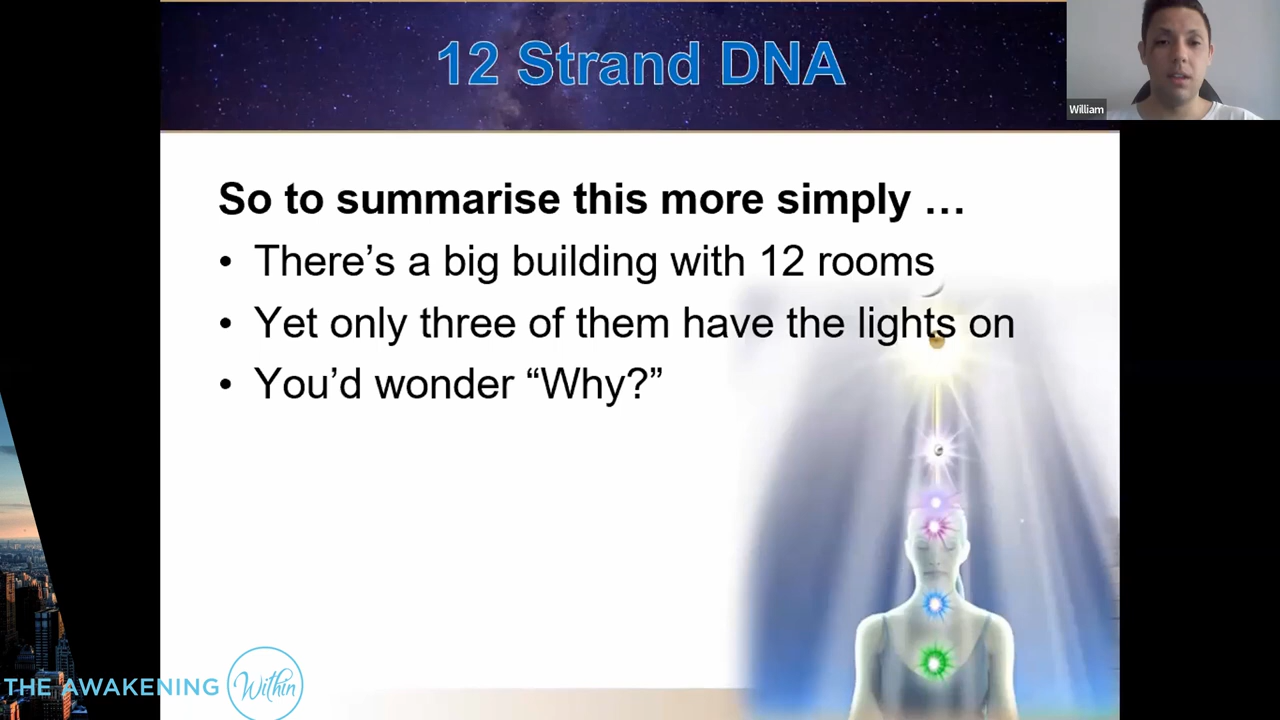 12 Strand DNA
William
So to summarise this more simply …
• There’s a big building with 12 rooms
• Yet only three of them have the lights on
• You’d wonder “Why?”
THE AWAKENING Within